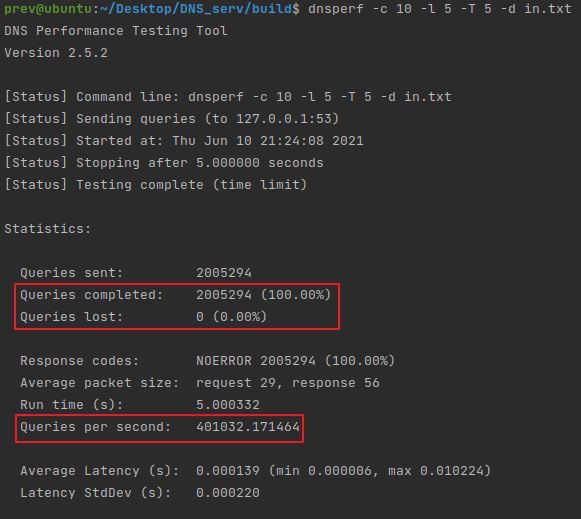 prev@ubuntu:~/Desktop/DNS_serv/build$ dnsperf -c 10 -l 5 -T 5 -d in.txt
DNS Performance Testing Tool
Version 2.5.2
[Status] Command line: dnsperf -c 10 -l 5 -T 5 -d in.txt
[Status] Sending queries (to 127.0.0.1:53)
[Status] Started at: Thu Jun 10 21:24:08 2021
[Status] Stopping after 5.000000 seconds
[Status] Testing complete (time limit)
Statistics:
Queries sent: 2005294
Queries completed: 2005294 (100.00%)
Queries lost: 0 (0.00%)
Response codes: NOERROR 2005294 (100.00%)
Average packet size: request 29, response 56
Run time (s): 5.000332
Queries per second: 401032.171464
Average Latency (s): 0.000139 (min 0.000006, max 0.010224)
Latency StdDev (s): 0.000220